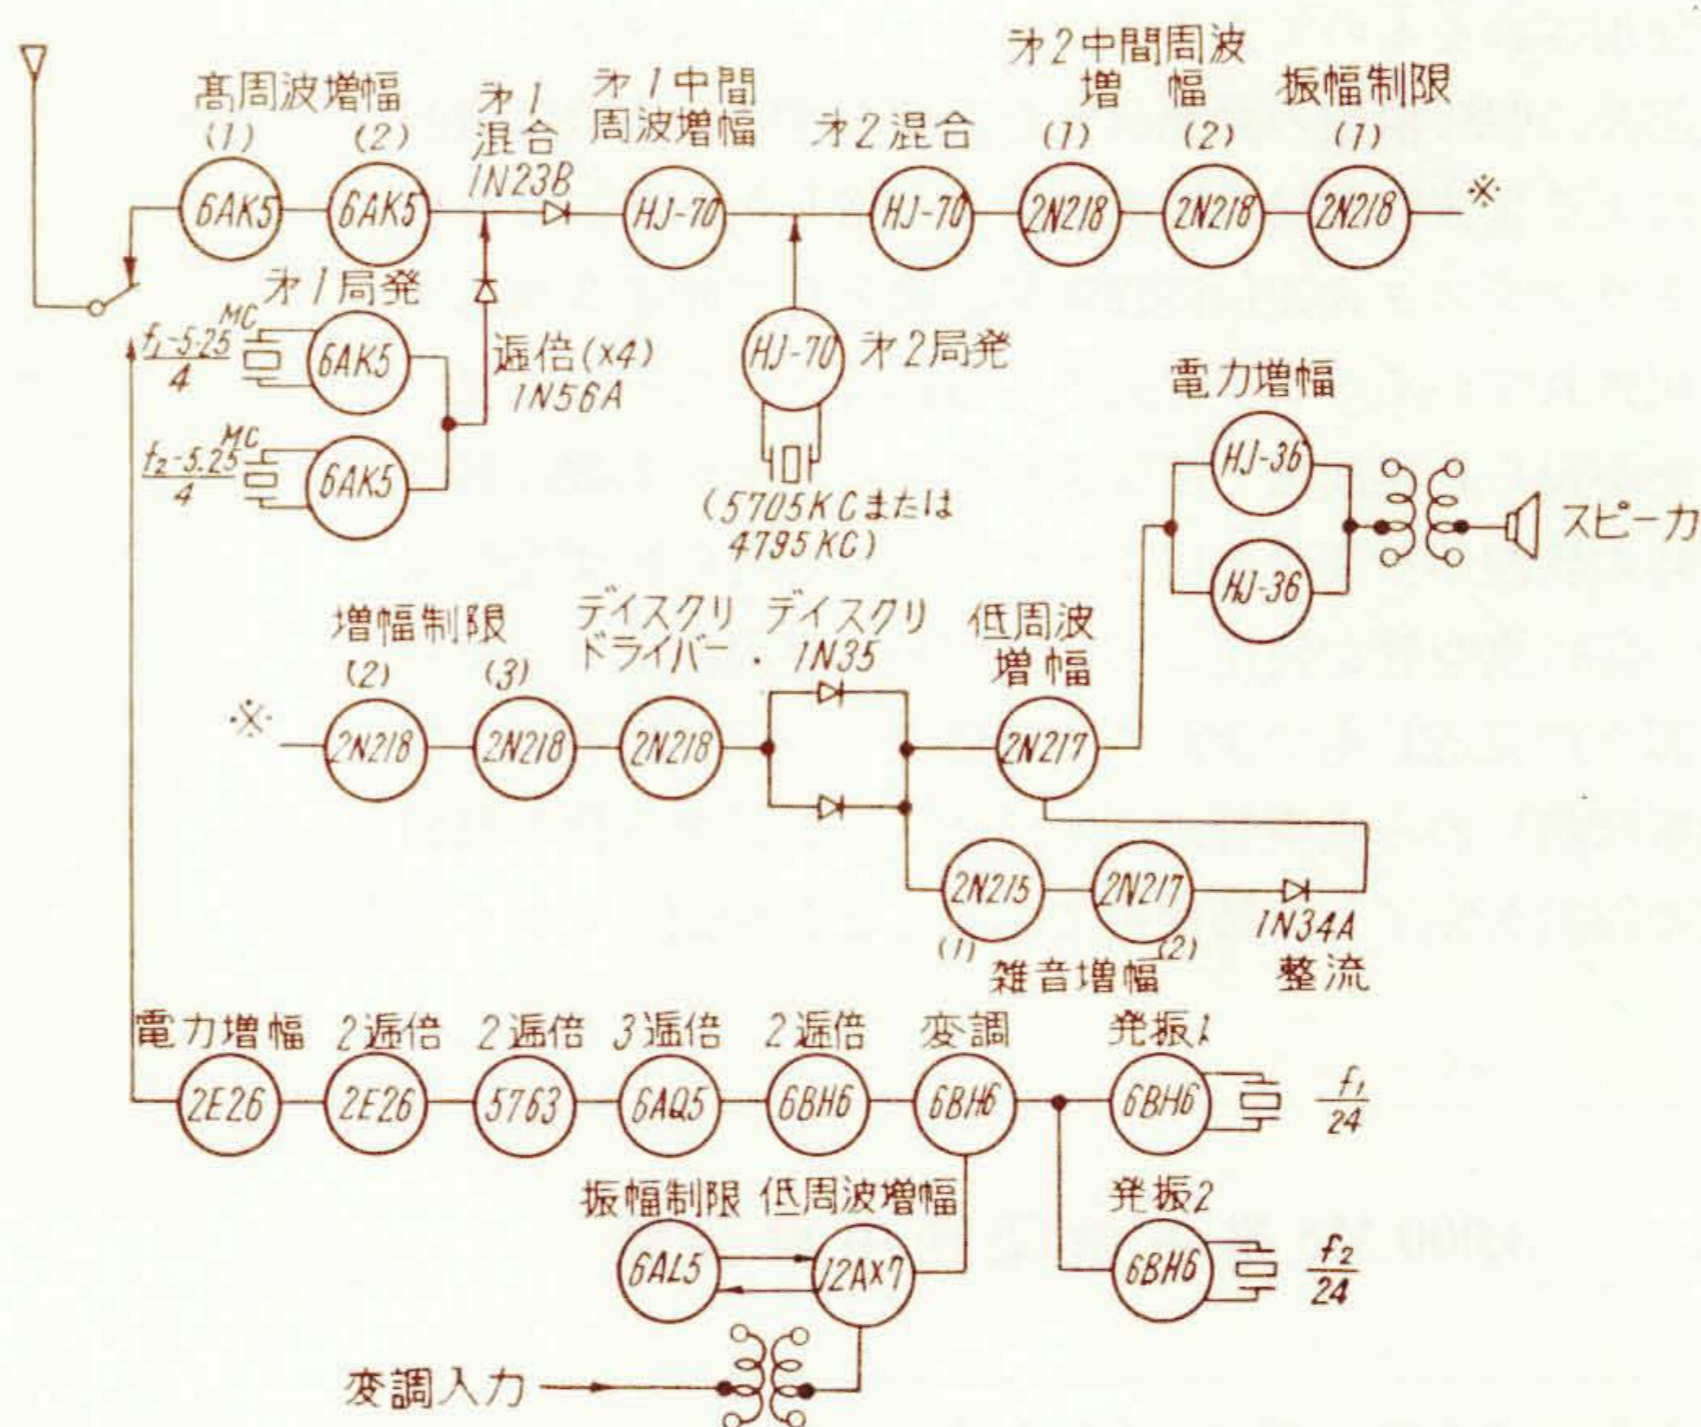 高周波増幅
(1)
(2)
才1
混合
1N23B
才1中間
周波増幅
才2混合
才2中間周波
増幅
(1)
(2)
振幅制限
(1)
6AK5
6AK5
HJ-70
HJ-70
2N218
2N218
2N218
※
才1局発
f₁-5.25 MC
4
6AK5
逓倍(×4)
1N56A
HJ-70
才2局発
f₂-5.25 MC
4
6AK5
(5705KCまたは
4795KC)
電力増幅
HJ-36
HJ-36
スピーカ
増幅制限
(2)
(3)
ディスクリ
ドライバー
ディスクリ
1N35
低周波
増幅
※
2N218
2N218
2N218
2N217
2N215
2N217
(1)
(2)
雑音増幅
1N34A
整流
電力増幅
2逓倍
2逓倍
3逓倍
2逓倍
変調
発振1
2E26
2E26
5763
6AQ5
6BH6
6BH6
6BH6
f₁
24
振幅制限
低周波増幅
発振2
6AL5
12AX7
6BH6
f₂
24
変調入力